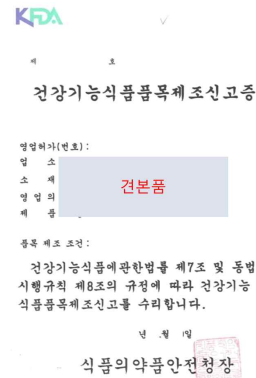 KFDA
제 호
건강기능식품품목제조신고증
영업허가(번호) :
업 소
소 재
영 업 의
제 품
견본품
품목 제조 조건 :
건강기능식품에관한법률 제7조 및 동법
시행규칙 제8조의 규정에 따라 건강기능
식품품목제조신고를 수리합니다.
년 월 일
식품의약품안전청장